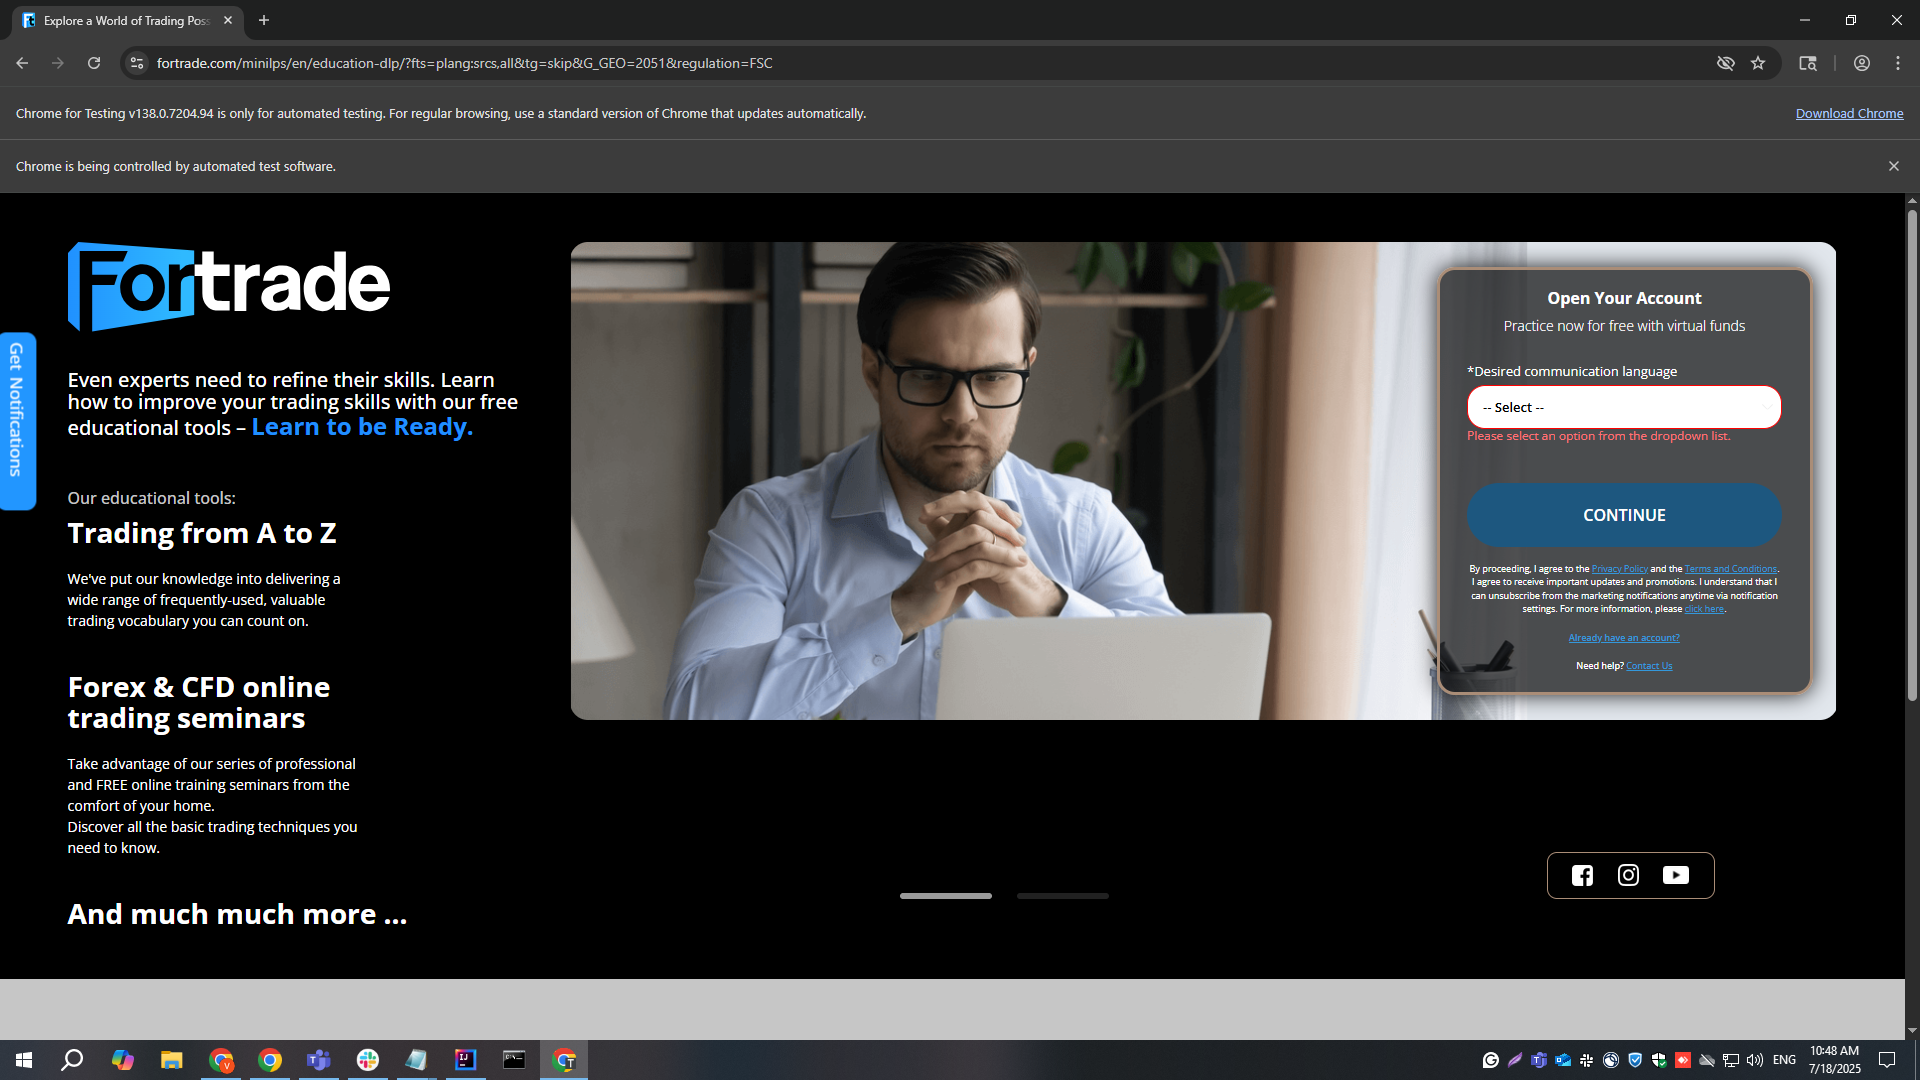 Explore a World of Trading Poss
fortrade.com/minilps/en/education-dlp/?fts=plang:srcs,all&tg=skip&G_GEO=2051&regulation=FSC
Chrome for Testing v138.0.7204.94 is only for automated testing. For regular browsing, use a standard version of Chrome that updates automatically.
Download Chrome
Chrome is being controlled by automated test software.
Fortrade
Get Notifications
Even experts need to refine their skills. Learn
how to improve your trading skills with our free
educational tools – Learn to be Ready.
Our educational tools:
Trading from A to Z
We've put our knowledge into delivering a
wide range of frequently-used, valuable
trading vocabulary you can count on.
Forex & CFD online
trading seminars
Take advantage of our series of professional
and FREE online training seminars from the
comfort of your home.
Discover all the basic trading techniques you
need to know.
And much much more ...
Open Your Account
Practice now for free with virtual funds
*Desired communication language
-- Select --
Please select an option from the dropdown list.
CONTINUE
By proceeding, I agree to the Privacy Policy and the Terms and Conditions.
I agree to receive important updates and promotions. I understand that I
can unsubscribe from the marketing notifications anytime via notification
settings. For more information, please click here.
Already have an account?
Need help? Contact Us
ENG
10:48 AM
7/18/2025